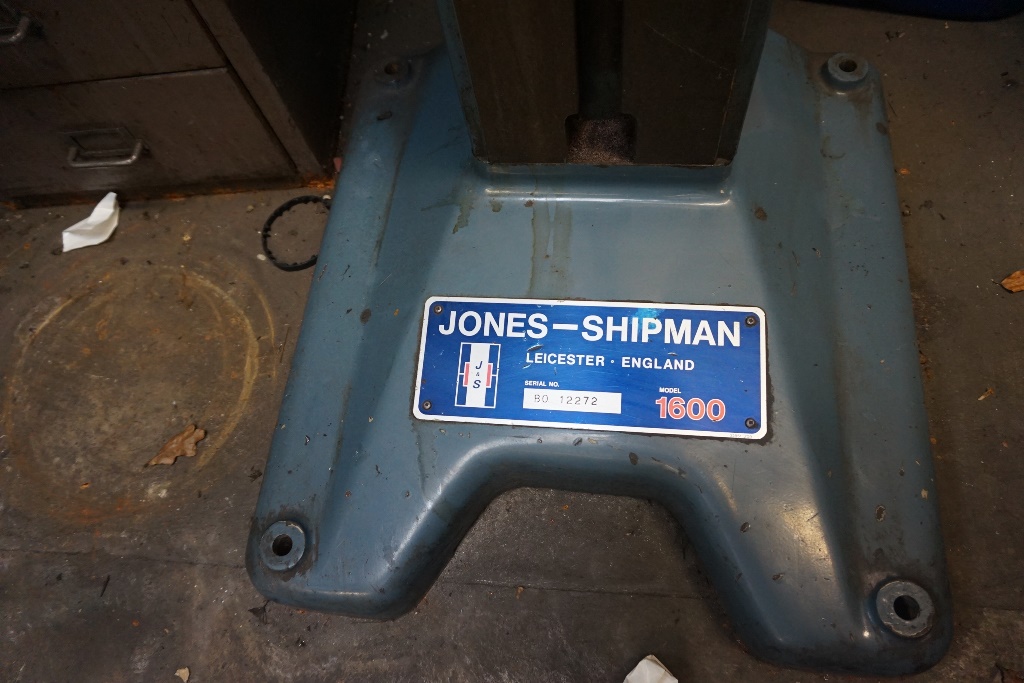 JONES-SHIPMAN
LEICESTER · ENGLAND
J
&
S
SERIAL NO.
BO 12272
MODEL
1600